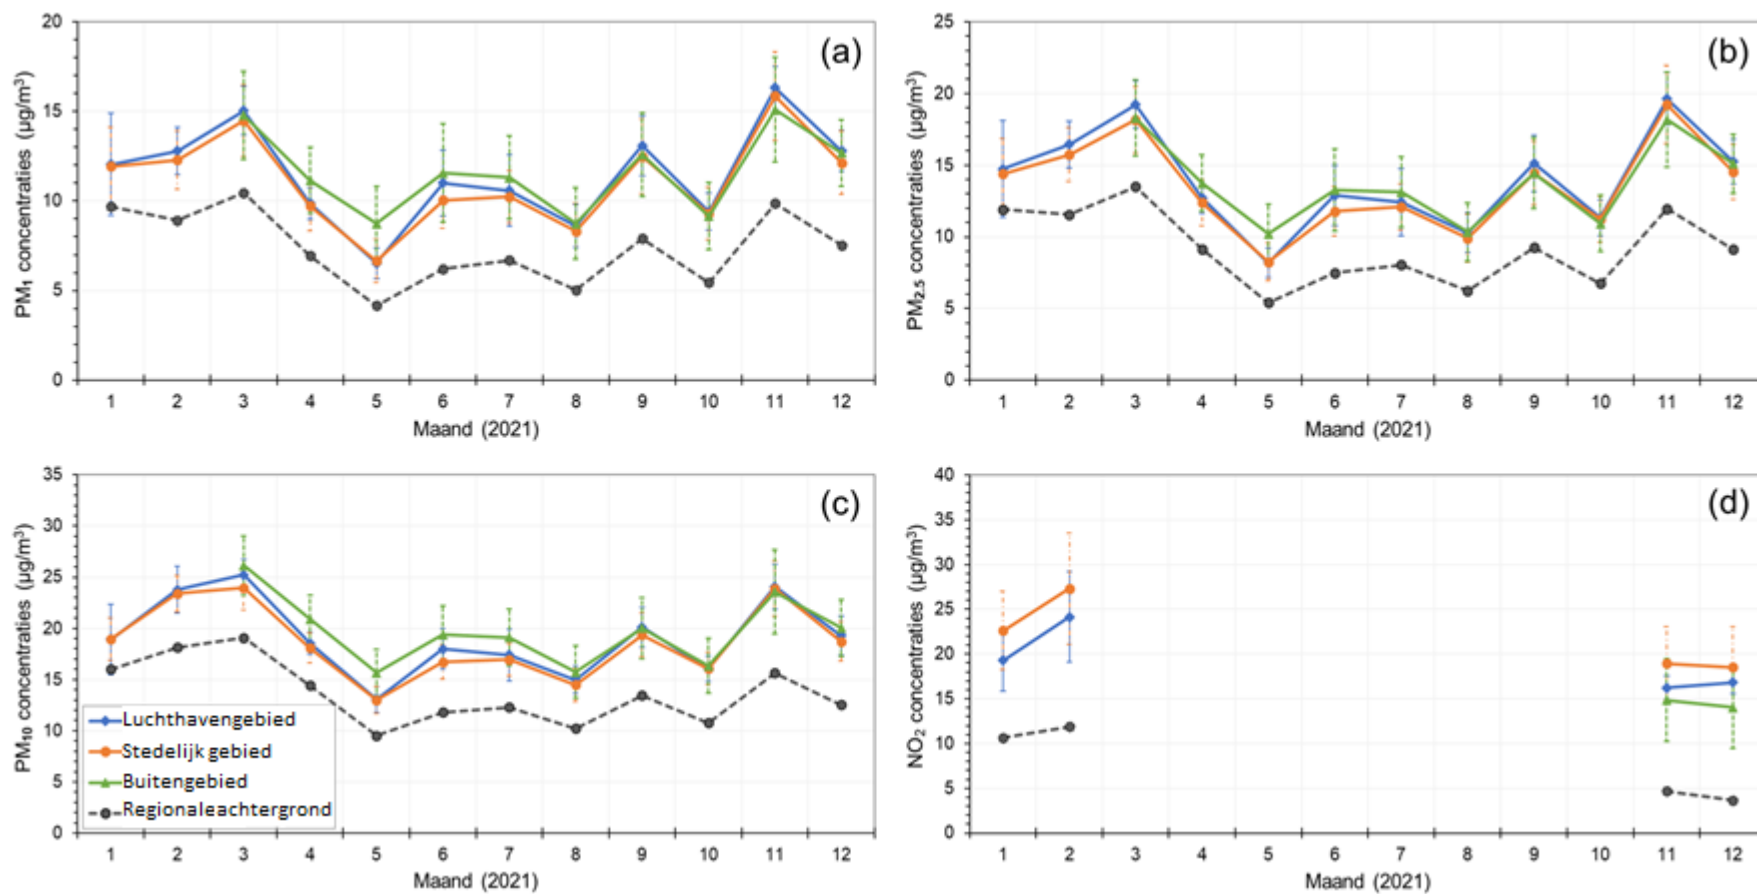 (a)
PM1 concentraties (µg/m³)
20
15
10
5
0
1 2 3 4 5 6 7 8 9 10 11 12
Maand (2021)
(b)
PM2.5 concentraties (µg/m³)
25
20
15
10
5
0
1 2 3 4 5 6 7 8 9 10 11 12
Maand (2021)
(c)
PM10 concentraties (µg/m³)
35
30
25
20
15
10
5
0
Luchthavengebied
Stedelijk gebied
Buitengebied
Regionaleachtergrond
1 2 3 4 5 6 7 8 9 10 11 12
Maand (2021)
(d)
NO2 concentraties (µg/m³)
40
35
30
25
20
15
10
5
0
1 2 3 4 5 6 7 8 9 10 11 12
Maand (2021)